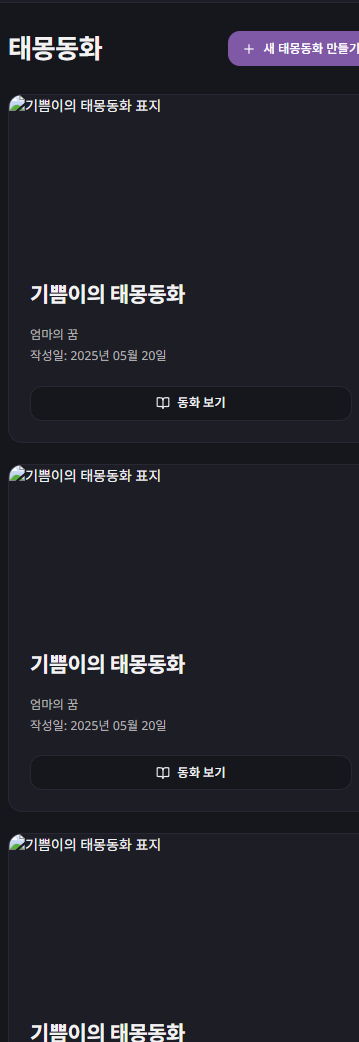 태몽동화
새 태몽동화 만들기
기쁨이의 태몽동화 표지
기쁨이의 태몽동화
엄마의 꿈
작성일: 2025년 05월 20일
동화 보기
기쁨이의 태몽동화 표지
기쁨이의 태몽동화
엄마의 꿈
작성일: 2025년 05월 20일
동화 보기
기쁨이의 태몽동화 표지
기쁨이의 태몽동화